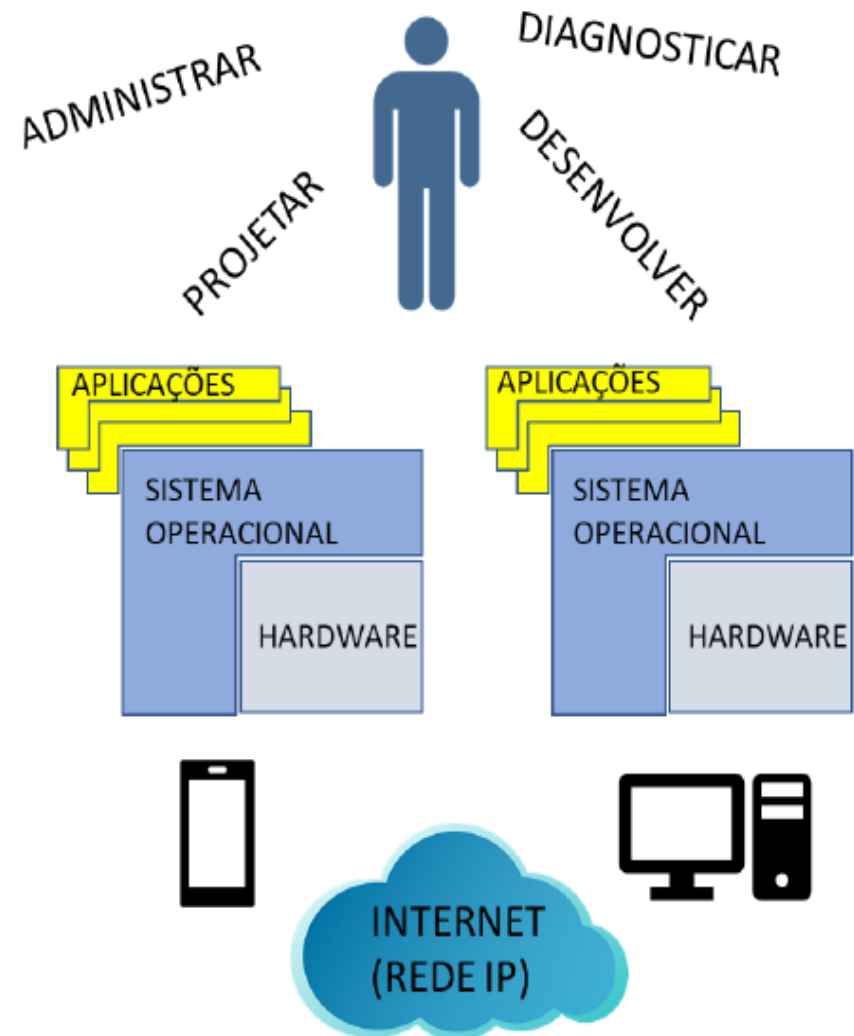 ADMINISTRAR
DIAGNOSTICAR
PROJETAR
DESENVOLVER
APLICAÇÕES
SISTEMA
OPERACIONAL
HARDWARE
APLICAÇÕES
SISTEMA
OPERACIONAL
HARDWARE
INTERNET
(REDE IP)